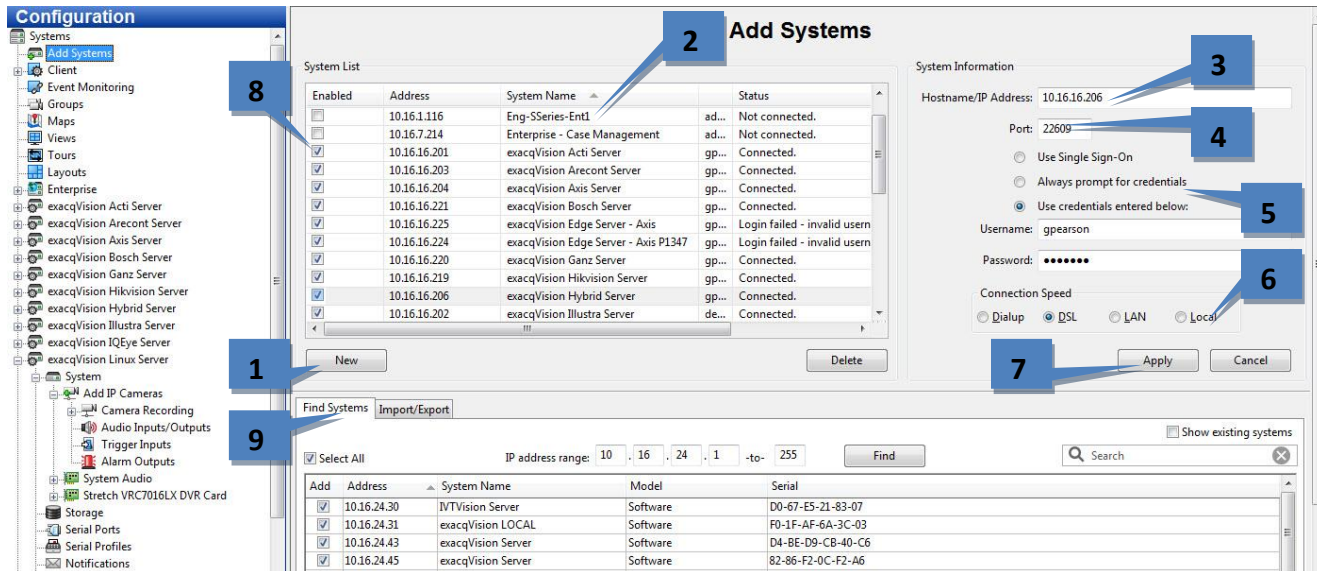 Configuration
Systems
Add Systems
Client
Event Monitoring
Groups
Maps
Views
Tours
Layouts
Enterprise
exacqVision Acti Server
exacqVision Arecont Server
exacqVision Axis Server
exacqVision Bosch Server
exacqVision Ganz Server
exacqVision Hikvision Server
exacqVision Hybrid Server
exacqVision Illustra Server
exacqVision IQEye Server
exacqVision Linux Server
System
Add IP Cameras
Camera Recording
Audio Inputs/Outputs
Trigger Inputs
Alarm Outputs
System Audio
Stretch VRC7016LX DVR Card
Storage
Serial Ports
Serial Profiles
Notifications
Add Systems
2
8
System List
Enabled Address System Name Status
10.16.1.116 Eng-SSeries-Ent1 ad... Not connected.
10.16.7.214 Enterprise - Case Management ad... Not connected.
10.16.16.201 exacqVision Acti Server gp... Connected.
10.16.16.203 exacqVision Arecont Server gp... Connected.
10.16.16.204 exacqVision Axis Server gp... Connected.
10.16.16.221 exacqVision Bosch Server gp... Connected.
10.16.16.225 exacqVision Edge Server - Axis gp... Login failed - invalid usern
10.16.16.224 exacqVision Edge Server - Axis P1347 gp... Login failed - invalid usern
10.16.16.220 exacqVision Ganz Server gp... Connected.
10.16.16.219 exacqVision Hikvision Server gp... Connected.
10.16.16.206 exacqVision Hybrid Server gp... Connected.
10.16.16.202 exacqVision Illustra Server de... Connected.
1
New Delete
System Information
3
Hostname/IP Address: 10.16.16.206
Port: 22609
4
Use Single Sign-On
Always prompt for credentials
Use credentials entered below:
5
Username: gpearson
Password: •••••••
6
Connection Speed
Dialup DSL LAN Local
7
Apply Cancel
9
Find Systems Import/Export
Show existing systems
Select All IP address range: 10 . 16 . 24 . 1 -to- 255 Find Search
Add Address System Name Model Serial
10.16.24.30 IVTVision Server Software D0-67-E5-21-83-07
10.16.24.31 exacqVision LOCAL Software F0-1F-AF-6A-3C-03
10.16.24.43 exacqVision Server Software D4-BE-D9-CB-40-C6
10.16.24.45 exacqVision Server Software 82-86-F2-0C-F2-A6